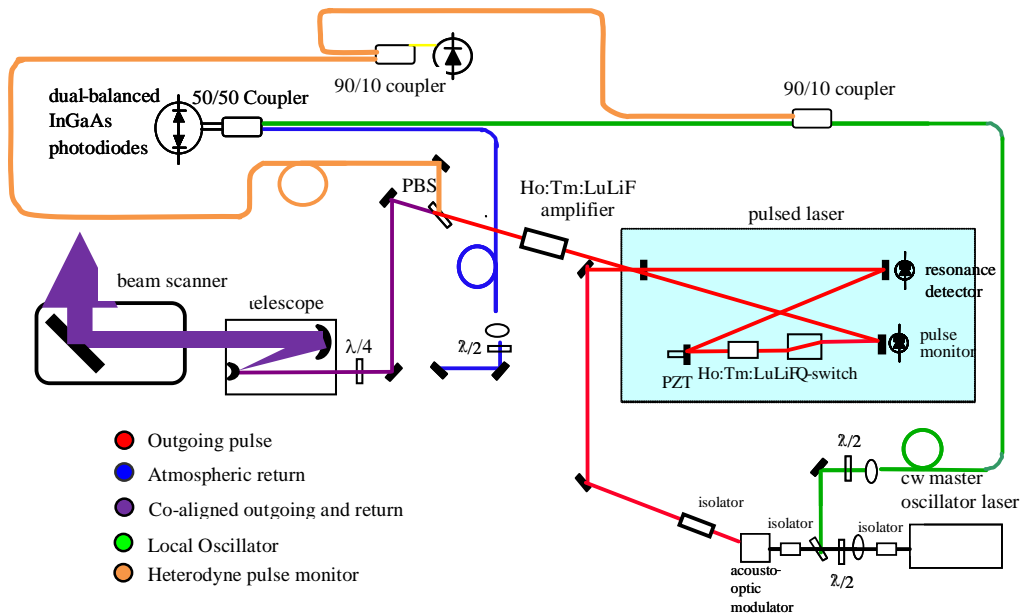 90/10 coupler
90/10 coupler
dual-balanced
InGaAs
photodiodes
50/50 Coupler
PBS
Ho:Tm:LuLiF
amplifier
pulsed laser
beam scanner
telescope
λ/4
λ/2
resonance
detector
pulse
monitor
PZT
Ho:Tm:LuLiF
Q-switch
Outgoing pulse
Atmospheric return
Co-aligned outgoing and return
Local Oscillator
Heterodyne pulse monitor
λ/2
cw master
oscillator laser
isolator
isolator
isolator
acousto-
optic
modulator
λ/2